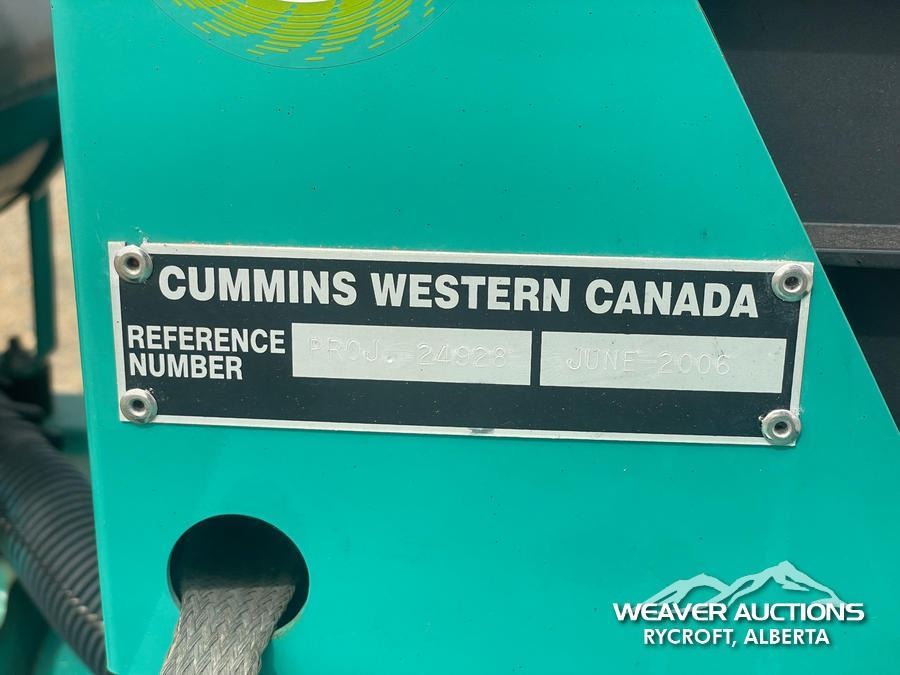 CUMMINS WESTERN CANADA
REFERENCE NUMBER PROJ. 24928 JUNE 2006
WEAVER AUCTIONS
RYCROFT, ALBERTA